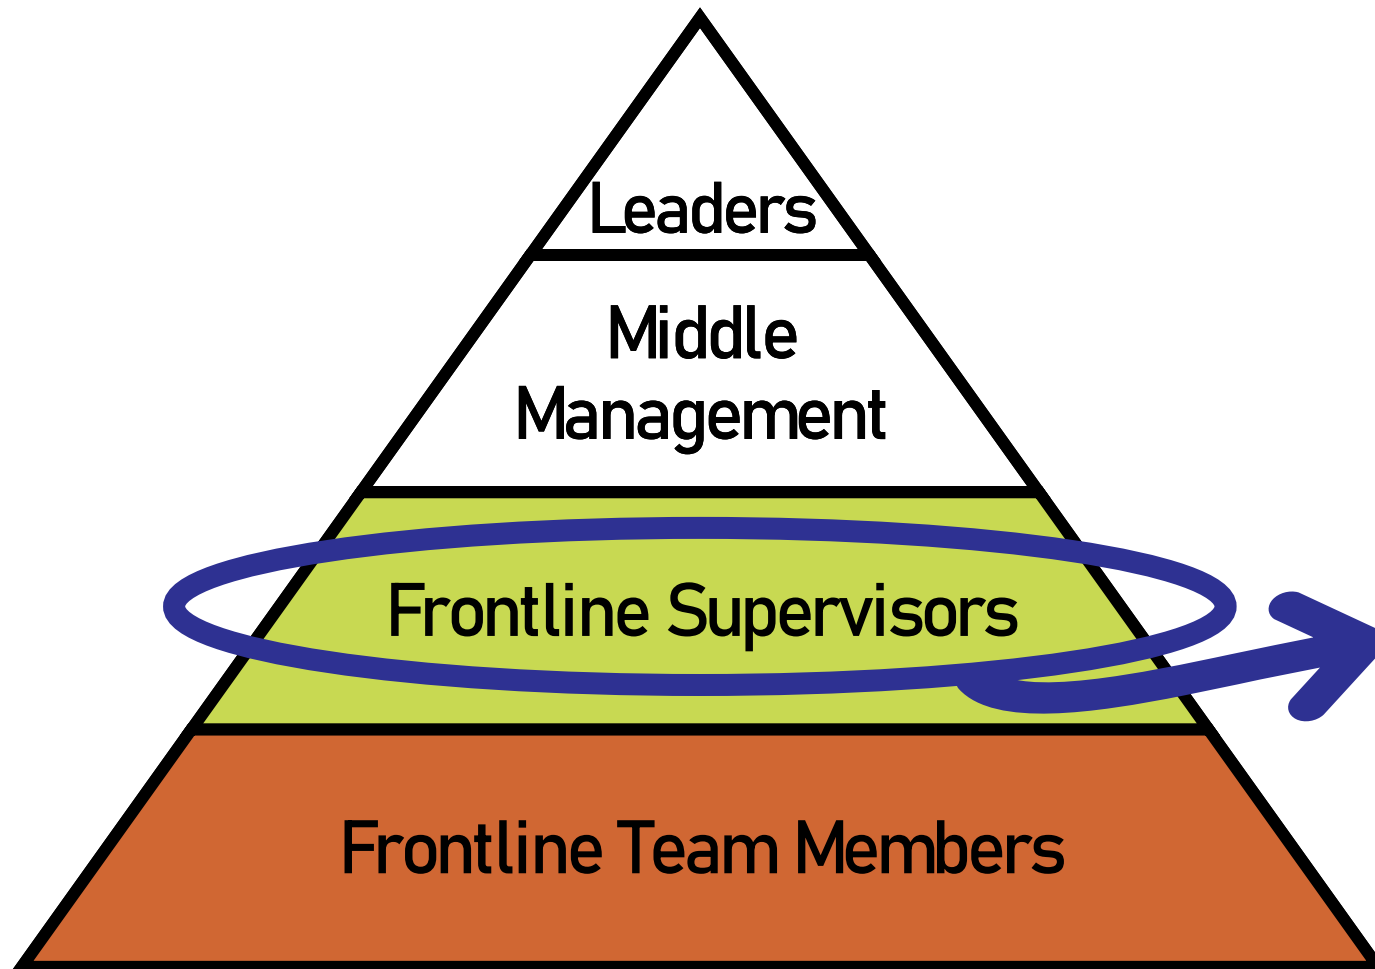 Leaders
Middle
Management
Frontline Supervisors
Frontline Team Members